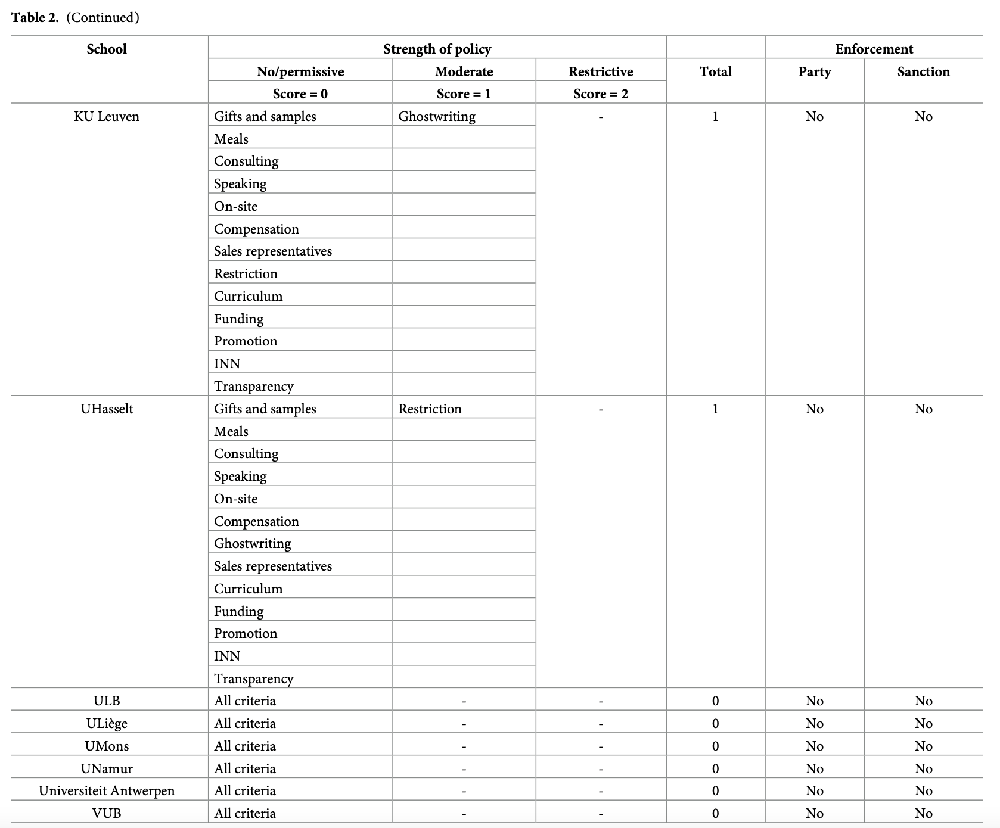 Table 2. (Continued)
School Strength of policy Enforcement
No/permissive Moderate Restrictive Total Party Sanction
Score = 0 Score = 1 Score = 2
KU Leuven Gifts and samples Ghostwriting - 1 No No
Meals
Consulting
Speaking
On-site
Compensation
Sales representatives
Restriction
Curriculum
Funding
Promotion
INN
Transparency
UHasselt Gifts and samples Restriction - 1 No No
Meals
Consulting
Speaking
On-site
Compensation
Ghostwriting
Sales representatives
Curriculum
Funding
Promotion
INN
Transparency
ULB All criteria - - 0 No No
ULiège All criteria - - 0 No No
UMons All criteria - - 0 No No
UNamur All criteria - - 0 No No
Universiteit Antwerpen All criteria - - 0 No No
VUB All criteria - - 0 No No